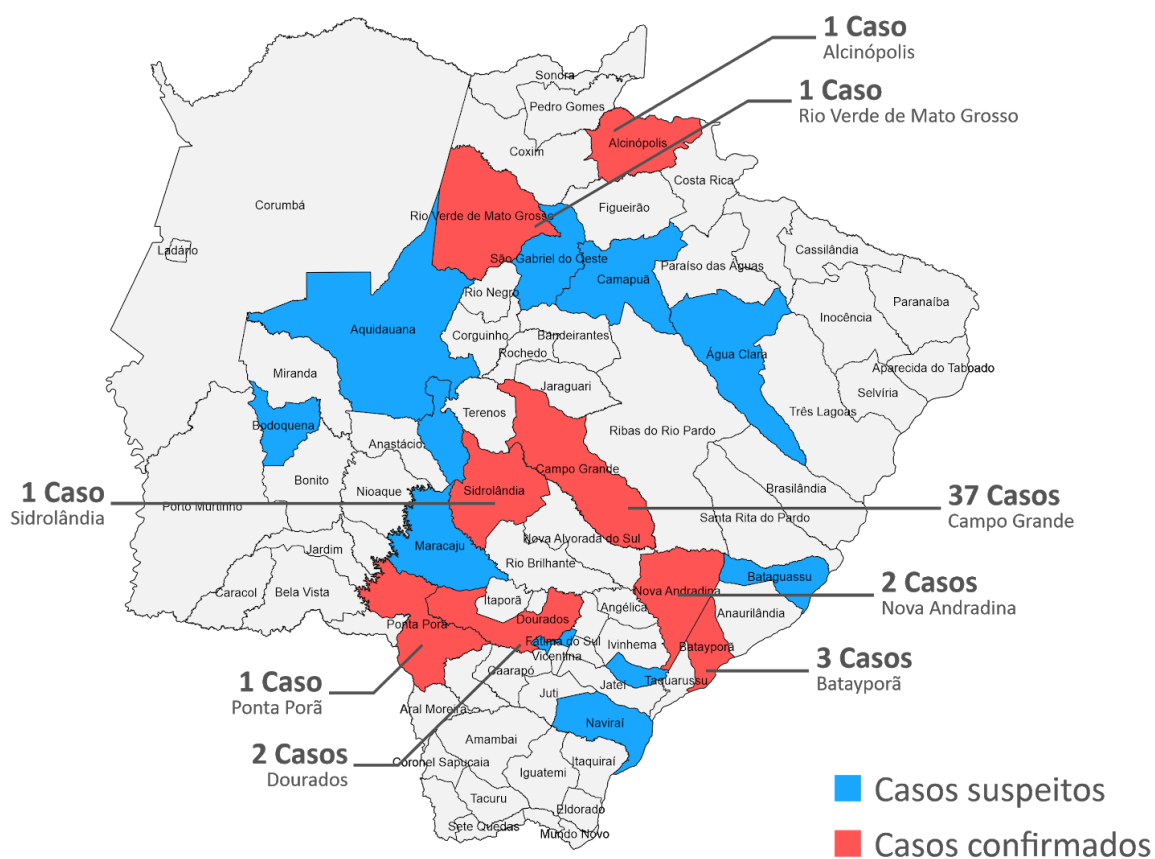 1 Caso
Alcinópolis
1 Caso
Rio Verde de Mato Grosso
Sonora
Pedro Gomes
Alcinópolis
Coxim
Costa Rica
Corumbá
Figueirão
Rio Verde de Mato Grosso
Ladário
Cassilândia
São Gabriel do Oeste
Paraíso das Águas
Camapuã
Rio Negro
Paranaíba
Inocência
Aquidauana
Corguinho
Bandeirantes
Rochedo
Água Clara
Aparecida do Taboado
Miranda
Jaraguari
Selvíria
Terenos
Três Lagoas
Bodoquena
Ribas do Rio Pardo
Anastácio
Campo Grande
Bonito
Nioaque
Sidrolândia
Brasilândia
1 Caso
Sidrolândia
37 Casos
Campo Grande
Porto Murtinho
Santa Rita do Pardo
Nova Alvorada do Sul
Maracaju
Jardim
Rio Brilhante
Bataguassu
Caracol
Bela Vista
Nova Andradina
2 Casos
Nova Andradina
Itaporã
Angélica
Anaurilândia
Ponta Porã
Dourados
Fátima do Sul
Ivinhema
Batayporã
Vicentina
3 Casos
Batayporã
Caarapó
Jateí
Taquarussu
1 Caso
Ponta Porã
Juti
Aral Moreira
Naviraí
Amambai
2 Casos
Dourados
Coronel Sapucaia
Itaquiraí
Iguatemi
Casos suspeitos
Tacuru
Eldorado
Sete Quedas
Mundo Novo
Casos confirmados